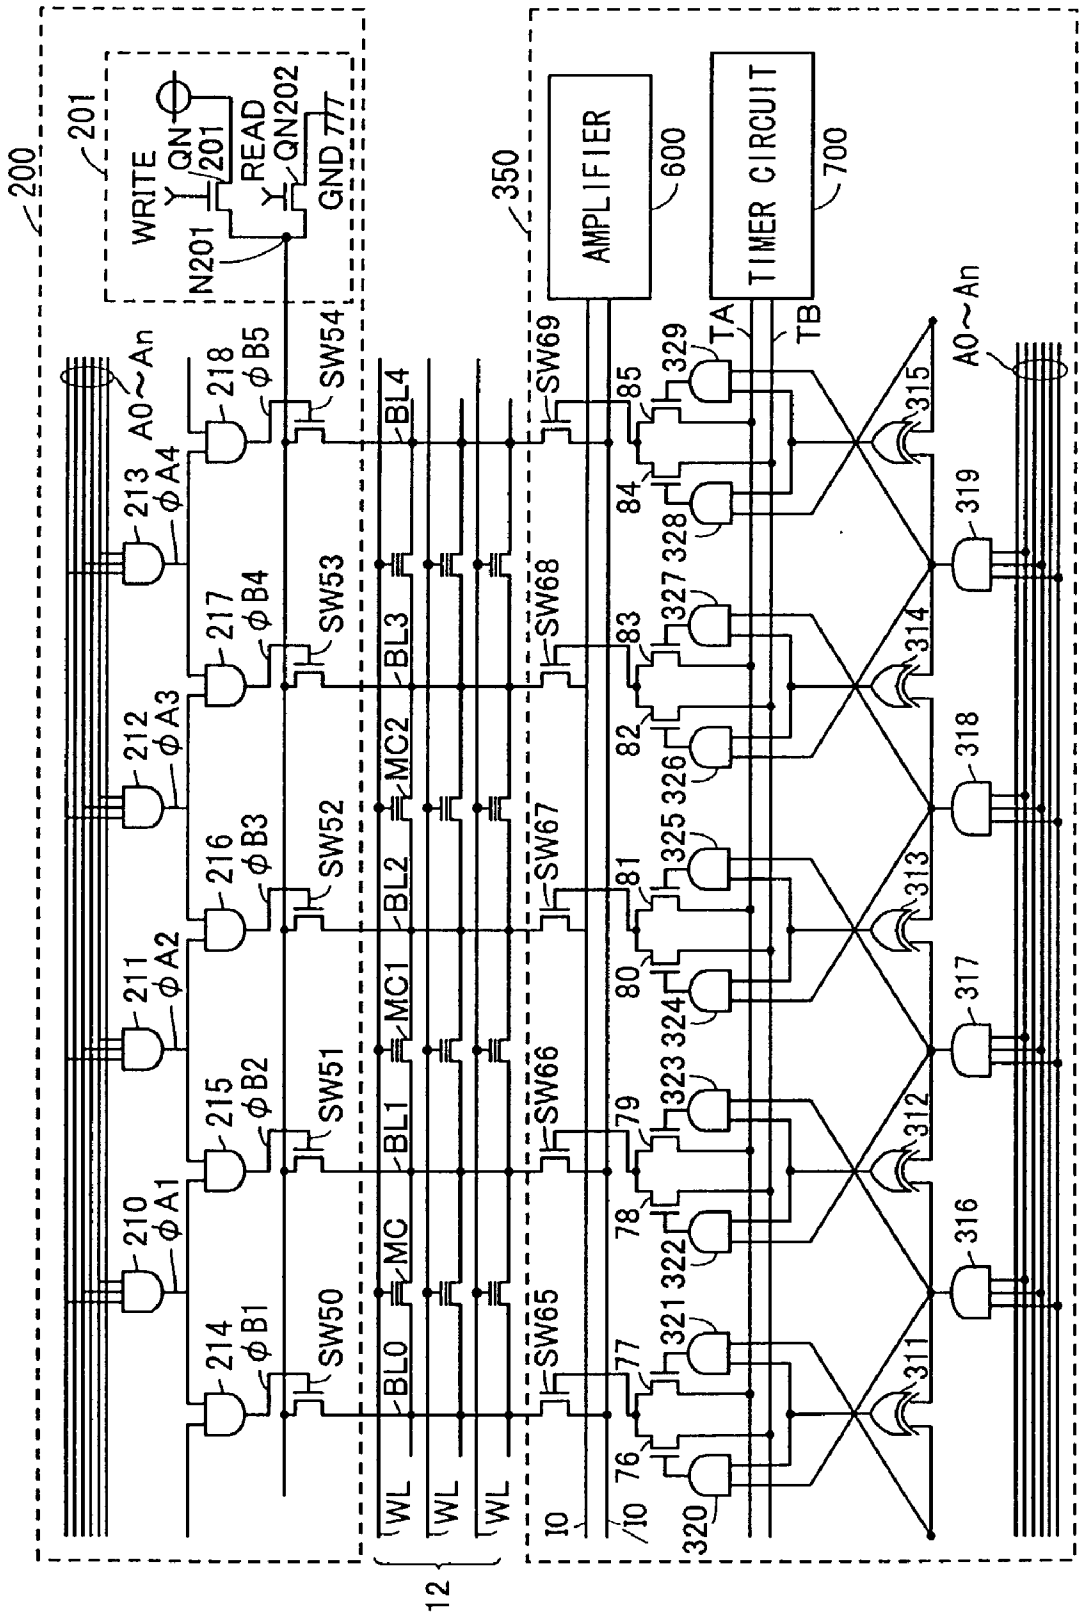 200
201
WRITE
QN
201
READ
QN202
GND
N201
A0~An
213
φA4
218
φB5
SW54
212
φA3
217
φB4
SW53
211
φA2
216
φB3
SW52
210
φA1
215
φB2
SW51
214
φB1
SW50
BL4
BL3
MC2
BL2
MC1
BL1
MC
BL0
WL
WL
WL
12
350
AMPLIFIER
600
TIMER CIRCUIT
700
TA
TB
IO
IO
SW69
SW68
SW67
SW66
SW65
85
329
84
328
83
327
82
326
81
325
80
324
79
323
78
322
77
321
76
320
315
314
313
312
311
319
318
317
316
A0~An